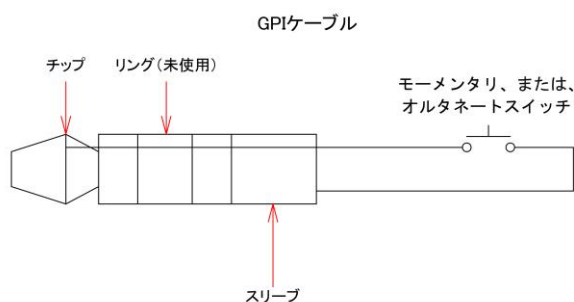 GPIケーブル
チップ
リング(未使用)
モーメンタリ、または、
オルタネートスイッチ
スリーブ